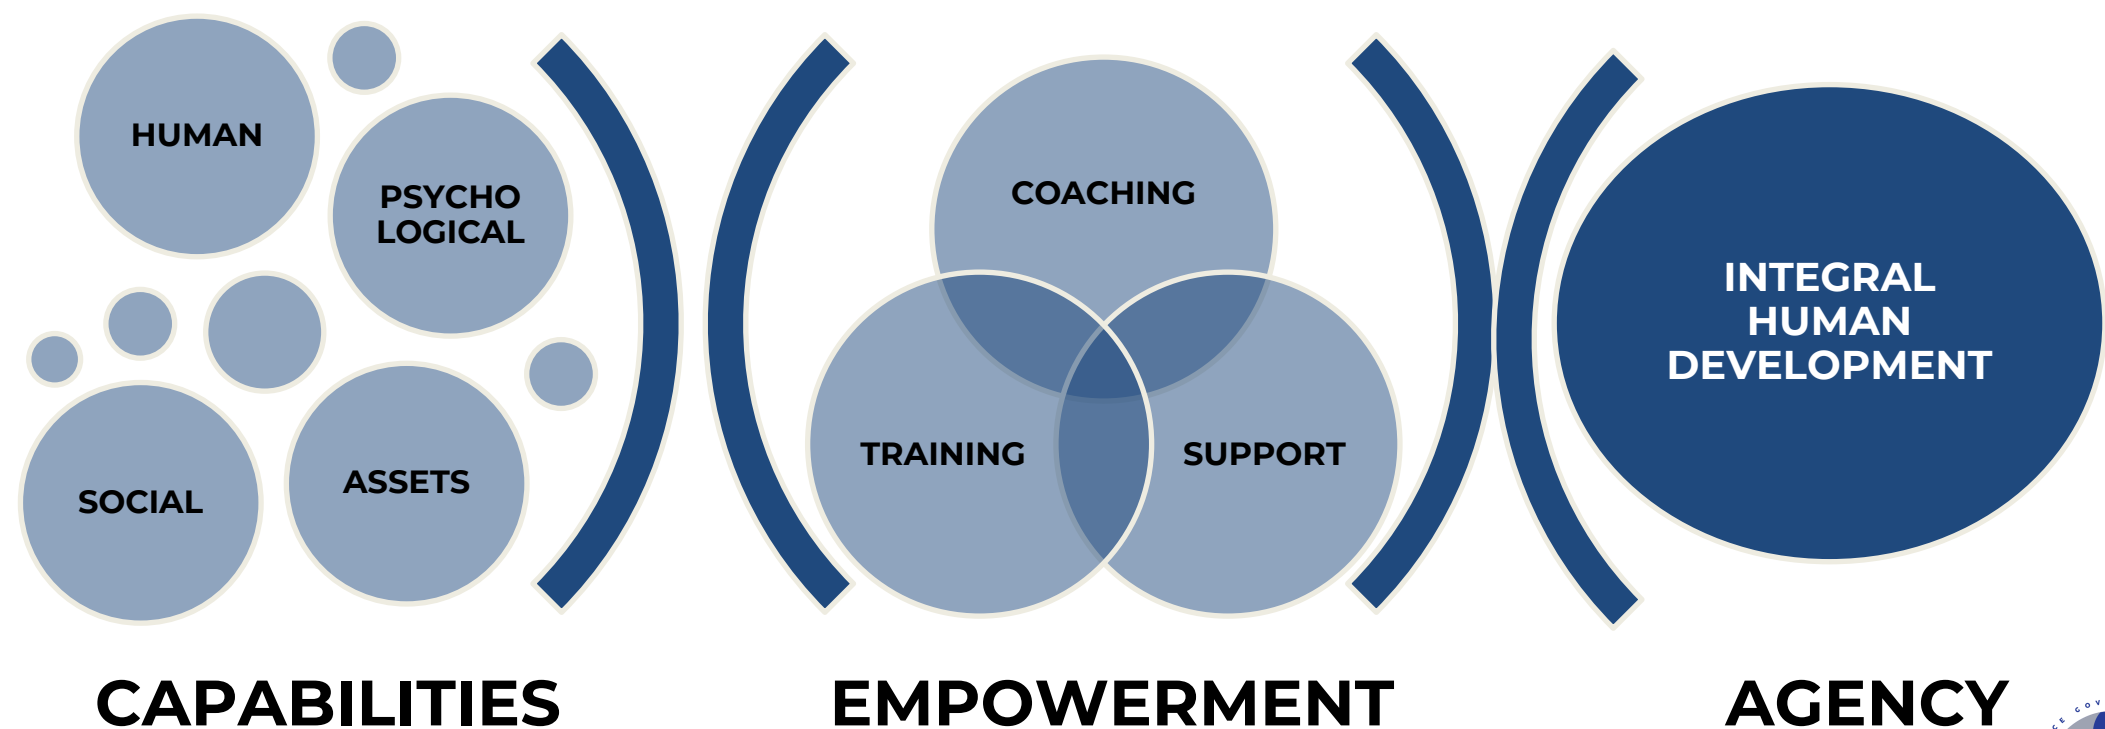 HUMAN
PSYCHO
LOGICAL
SOCIAL
ASSETS
COACHING
TRAINING
SUPPORT
INTEGRAL
HUMAN
DEVELOPMENT
CAPABILITIES
EMPOWERMENT
AGENCY